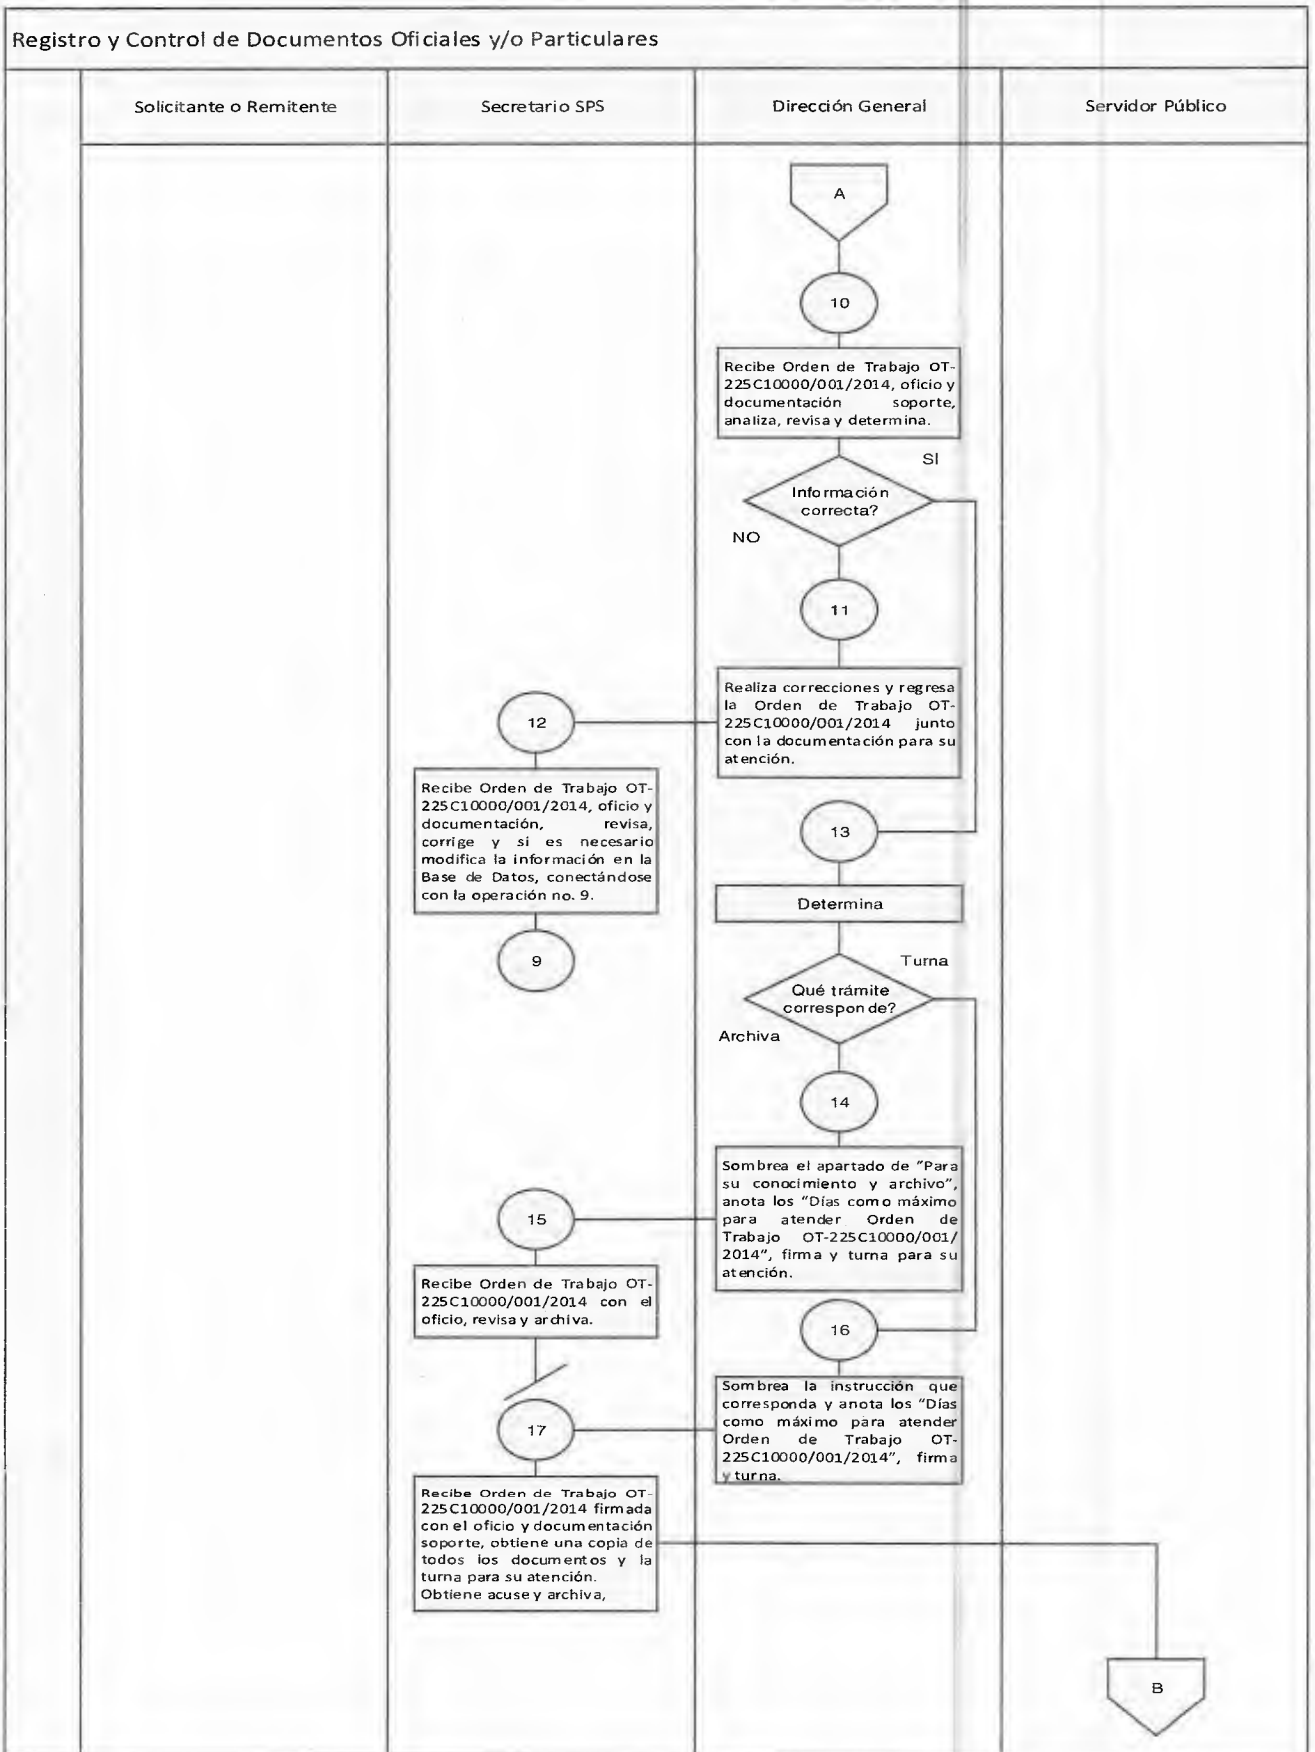 Registro y Control de Documentos Oficiales y/o Particulares
Solicitante o Remitente
Secretario SPS
Dirección General
Servidor Público
A
10
Recibe Orden de Trabajo OT-
225C10000/001/2014, oficio y
documentación soporte,
analiza, revisa y determina.
SI
Información
correcta?
NO
11
Realiza correcciones y regresa
la Orden de Trabajo OT-
225C10000/001/2014 junto
con la documentación para su
atención.
12
Recibe Orden de Trabajo OT-
225C10000/001/2014, oficio y
documentación, revisa,
corrige y si es necesario
modifica la información en la
Base de Datos, conectándose
con la operación no. 9.
9
13
Determina
Turna
Qué trámite
corresponde?
Archiva
14
Sombrea el apartado de "Para
su conocimiento y archivo",
anota los "Días como máximo
para atender Orden de
Trabajo OT-225C10000/001/
2014", firma y turna para su
atención.
15
Recibe Orden de Trabajo OT-
225C10000/001/2014 con el
oficio, revisa y archiva.
16
Sombrea la instrucción que
corresponda y anota los "Días
como máximo para atender
Orden de Trabajo OT-
225C10000/001/2014", firma
y turna.
17
Recibe Orden de Trabajo OT-
225C10000/001/2014 firmada
con el oficio y documentación
soporte, obtiene una copia de
todos los documentos y la
turna para su atención.
Obtiene acuse y archiva,
B